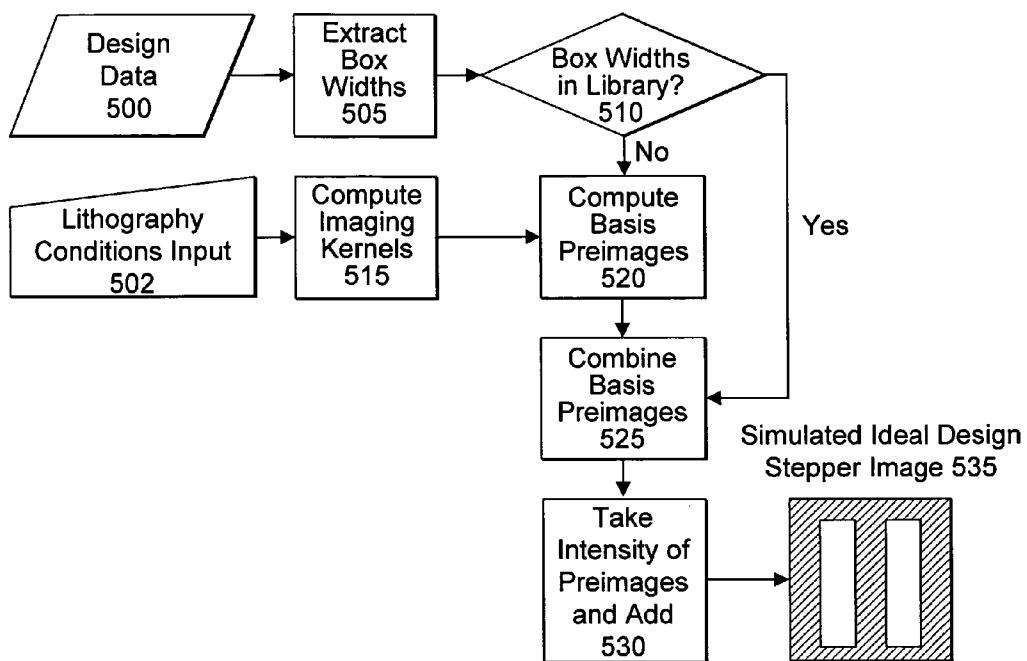 Design
Data
500
Extract
Box
Widths
505
Box Widths
in Library?
510
No
Yes
Lithography
Conditions Input
502
Compute
Imaging
Kernels
515
Compute
Basis
Preimages
520
Combine
Basis
Preimages
525
Simulated Ideal Design
Stepper Image 535
Take
Intensity of
Preimages
and Add
530